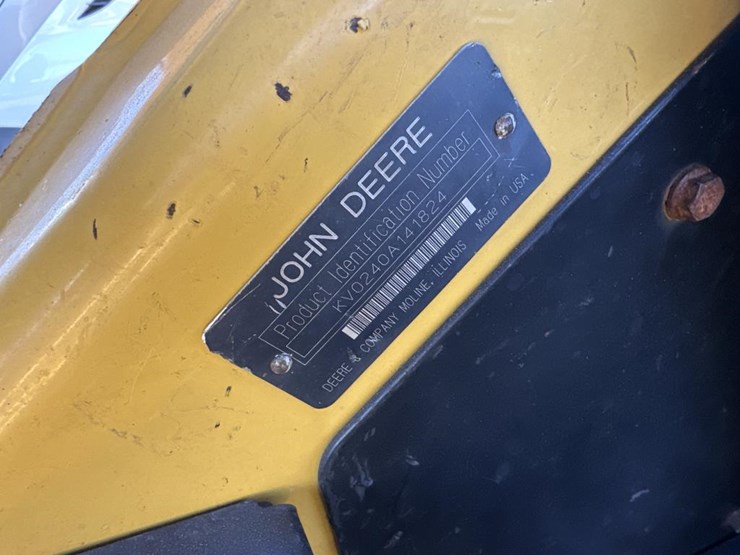 JOHN DEERE
Product Identification Number
KV0240A141824
DEERE & COMPANY MOLINE, ILLINOIS Made in USA.